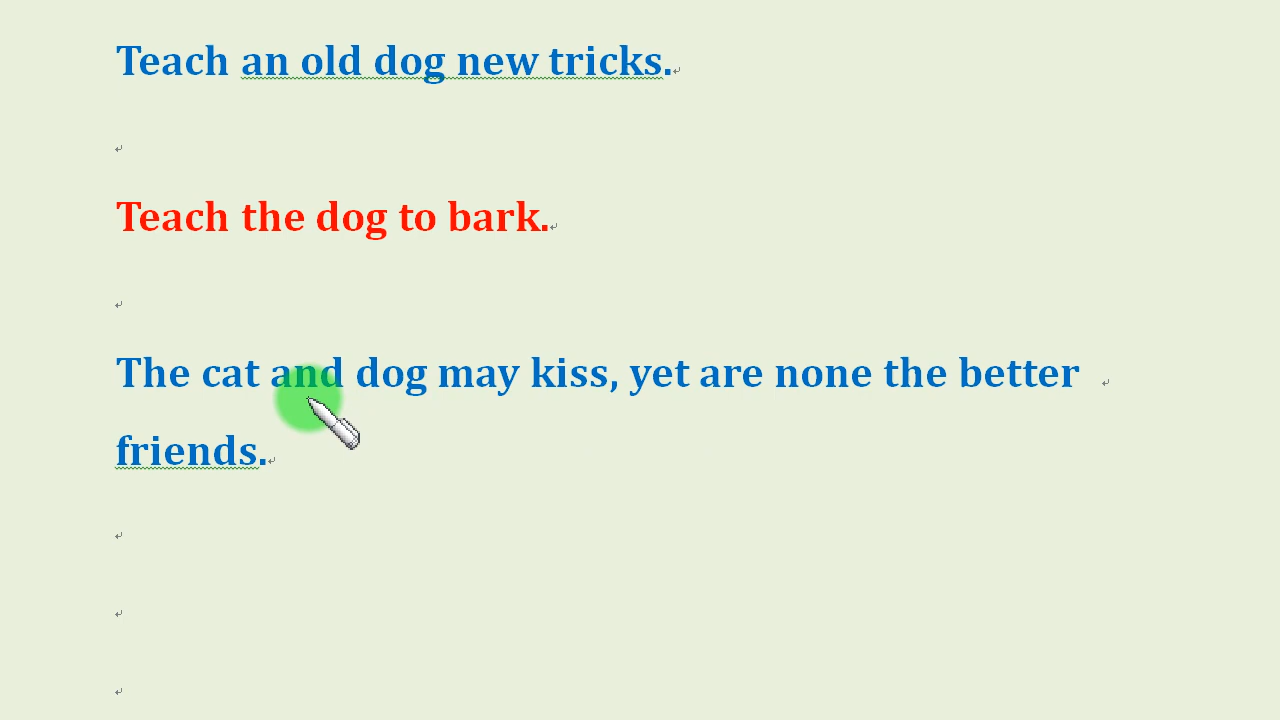 Teach an old dog new tricks.
Teach the dog to bark.
The cat and dog may kiss, yet are none the better
friends.